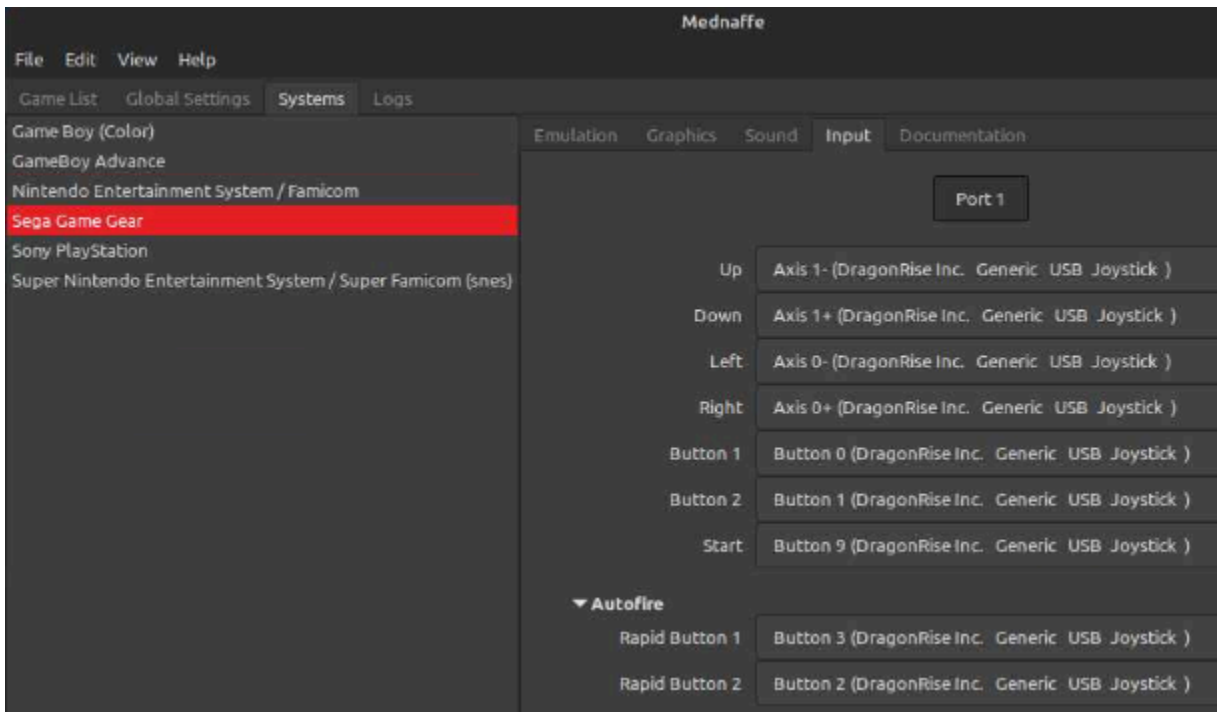 Mednaffe
File Edit View Help
Game List Global Settings Systems Logs
Game Boy (Color)
GameBoy Advance
Nintendo Entertainment System / Famicom
Sega Game Gear
Sony PlayStation
Super Nintendo Entertainment System / Super Famicom (snes)
Emulation Graphics Sound Input Documentation
Port 1
Up Axis 1- (DragonRise Inc. Generic USB Joystick )
Down Axis 1+ (DragonRise Inc. Generic USB Joystick )
Left Axis 0- (DragonRise Inc. Generic USB Joystick )
Right Axis 0+ (DragonRise Inc. Generic USB Joystick )
Button 1 Button 0 (DragonRise Inc. Generic USB Joystick )
Button 2 Button 1 (DragonRise Inc. Generic USB Joystick )
Start Button 9 (DragonRise Inc. Generic USB Joystick )
Autofire
Rapid Button 1 Button 3 (DragonRise Inc. Generic USB Joystick )
Rapid Button 2 Button 2 (DragonRise Inc. Generic USB Joystick )